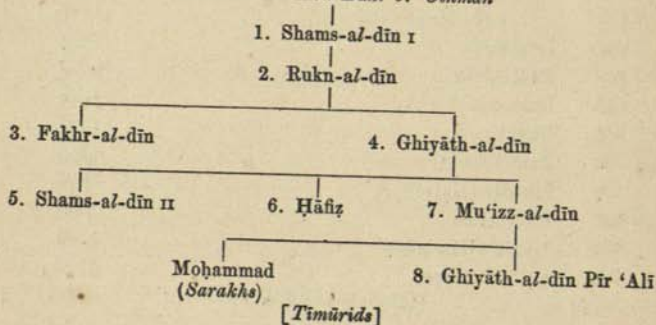 1. Shams-al-dīn I
2. Rukn-al-dīn
3. Fakhr-al-dīn 4. Ghiyāth-al-dīn
5. Shams-al-dīn II 6. Ḥāfiẓ 7. Mu‘izz-al-dīn
Moḥammad
(Sarakhs) 8. Ghiyāth-al-dīn Pīr ‘Alī
[Tīmūrids]